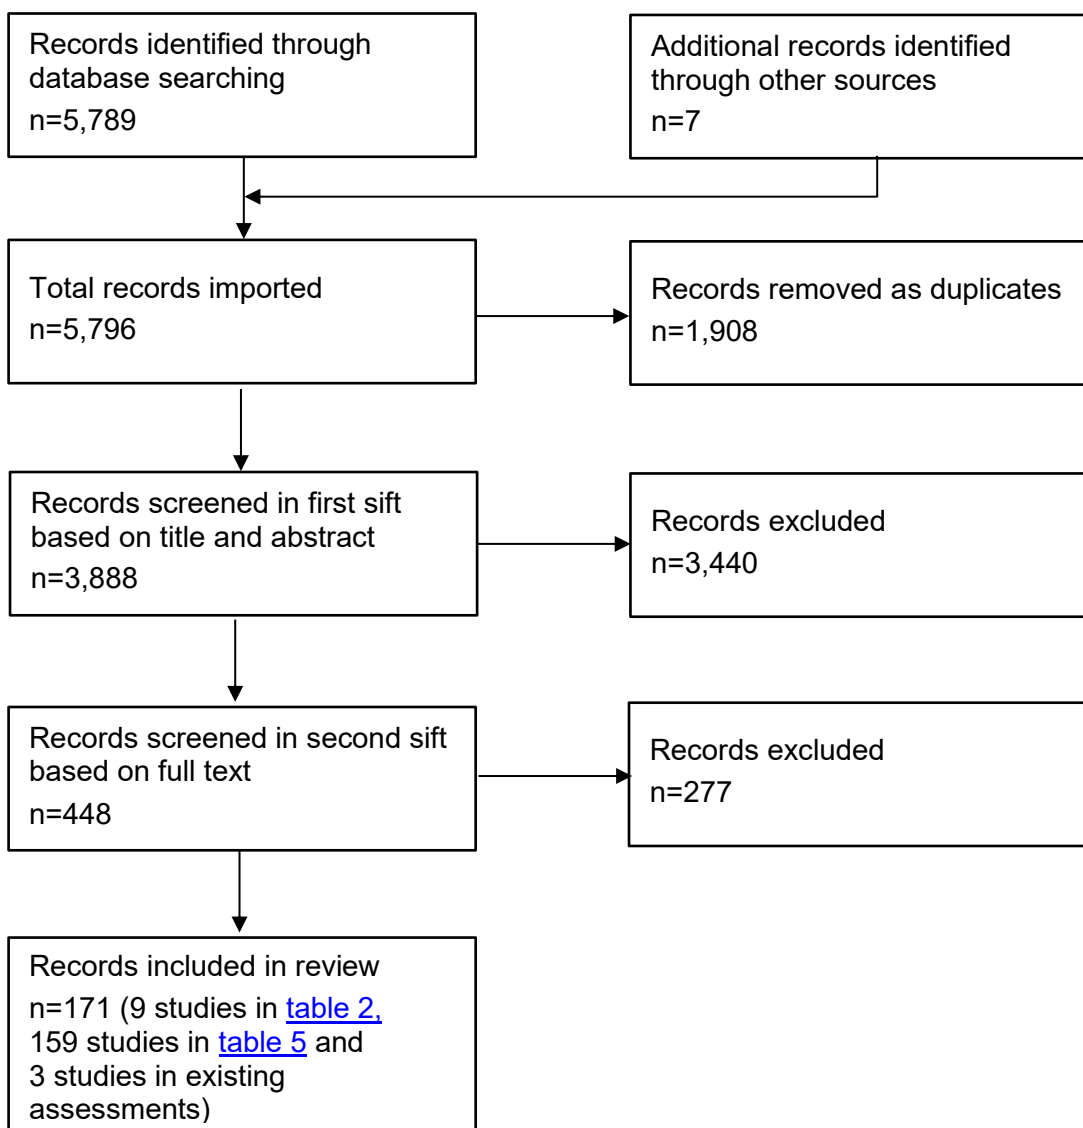 Records identified through
database searching
n=5,789
Additional records identified
through other sources
n=7
Total records imported
n=5,796
Records removed as duplicates
n=1,908
Records screened in first sift
based on title and abstract
n=3,888
Records excluded
n=3,440
Records screened in second sift
based on full text
n=448
Records excluded
n=277
Records included in review
n=171 (9 studies in table 2,
159 studies in table 5 and
3 studies in existing
assessments)